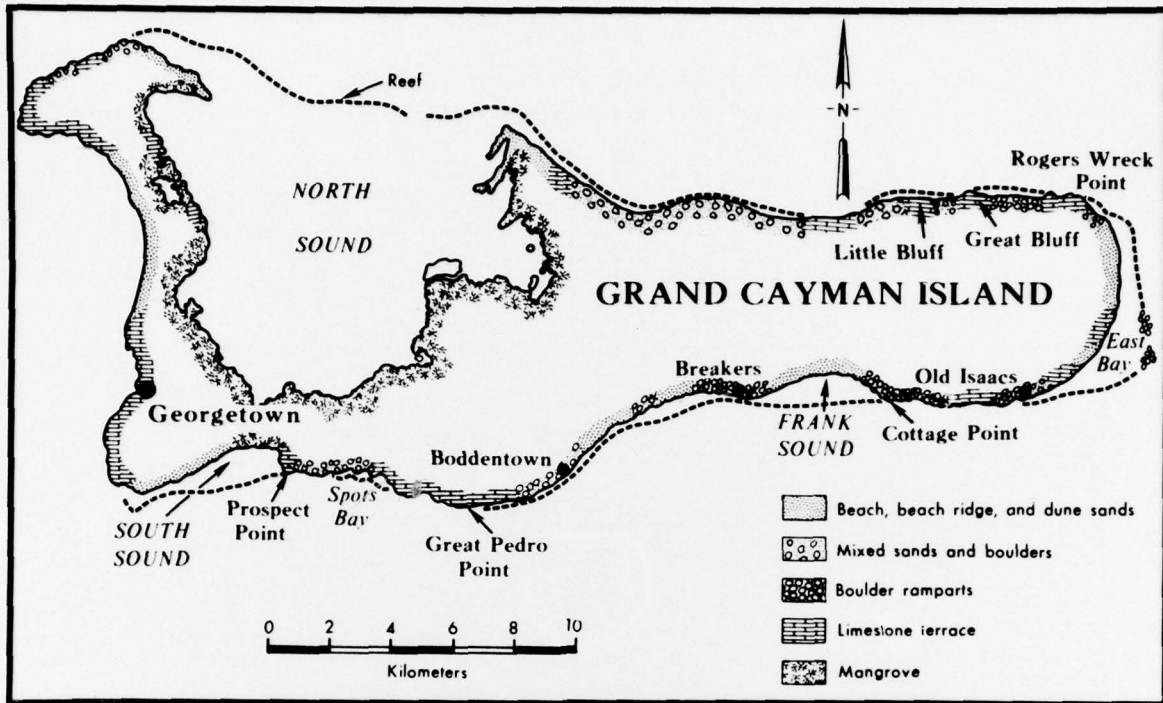 Reef
N
Rogers Wreck
Point
NORTH
SOUND
Little Bluff
Great Bluff
GRAND CAYMAN ISLAND
East
Bay
Breakers
Old Isaacs
Georgetown
FRANK
SOUND
Cottage Point
Boddentown
Prospect
Point
Spots
Bay
SOUTH
SOUND
Great Pedro
Point
Beach, beach ridge, and dune sands
Mixed sands and boulders
Boulder ramparts
Limestone terrace
Mangrove
0 2 4 6 8 10
Kilometers